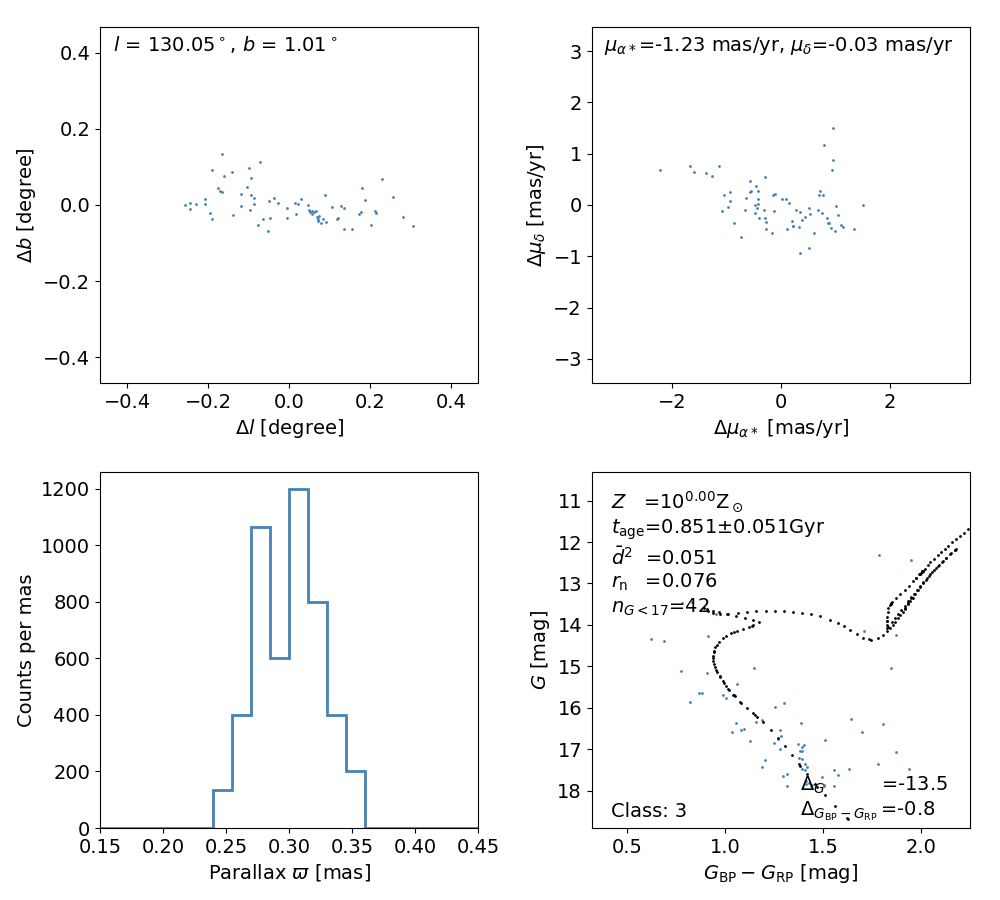 l = 130.05°, b = 1.01°
0.4
0.2
0.0
−0.2
−0.4
Δb [degree]
−0.4 −0.2 0.0 0.2 0.4
Δl [degree]
μα*=-1.23 mas/yr, μδ=-0.03 mas/yr
3
2
1
0
−1
−2
−3
Δμδ [mas/yr]
−2 0 2
Δμα* [mas/yr]
1200
1000
800
600
400
200
0
Counts per mas
0.15 0.20 0.25 0.30 0.35 0.40 0.45
Parallax ϖ [mas]
Z =10^0.00 Z⊙
t_age=0.851±0.051Gyr
d̄² =0.051
r_n =0.076
n_G<17=42
Δ_G =-13.5
Class: 3 Δ_GBP−GRP =-0.8
11
12
13
14
15
16
17
18
G [mag]
0.5 1.0 1.5 2.0
G_BP − G_RP [mag]